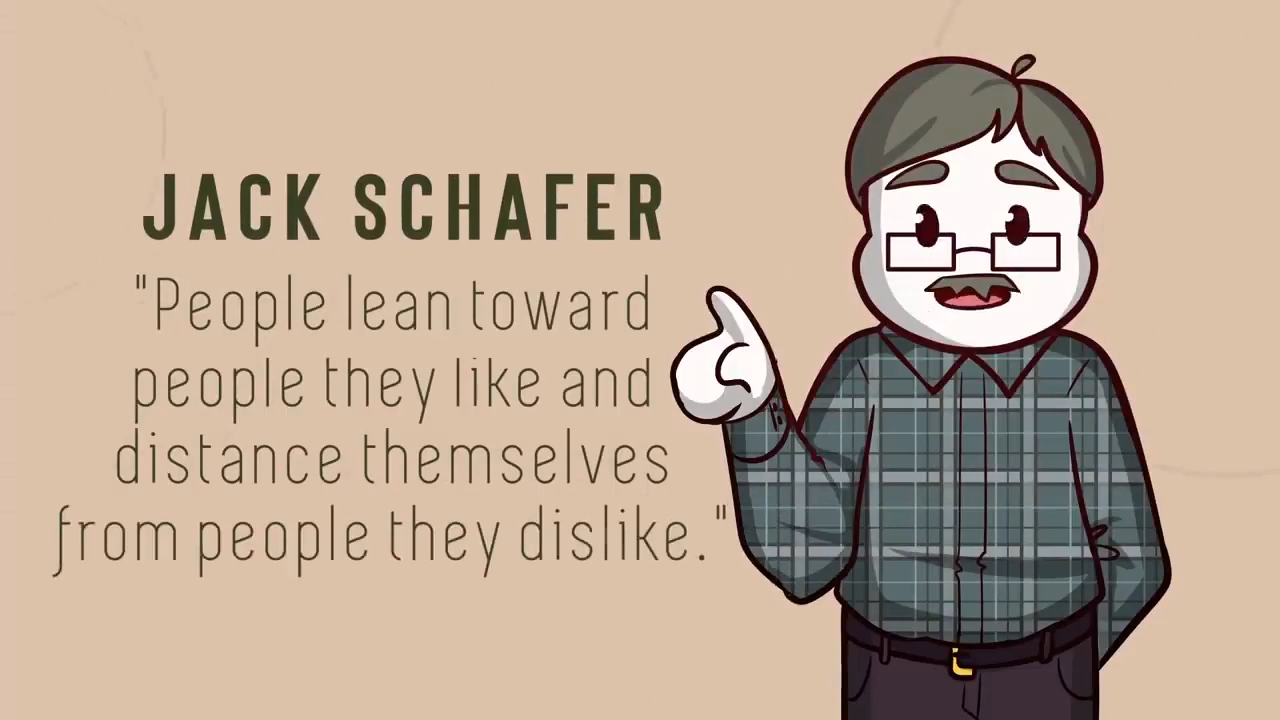 JACK SCHAFER
"People lean toward
people they like and
distance themselves
from people they dislike."